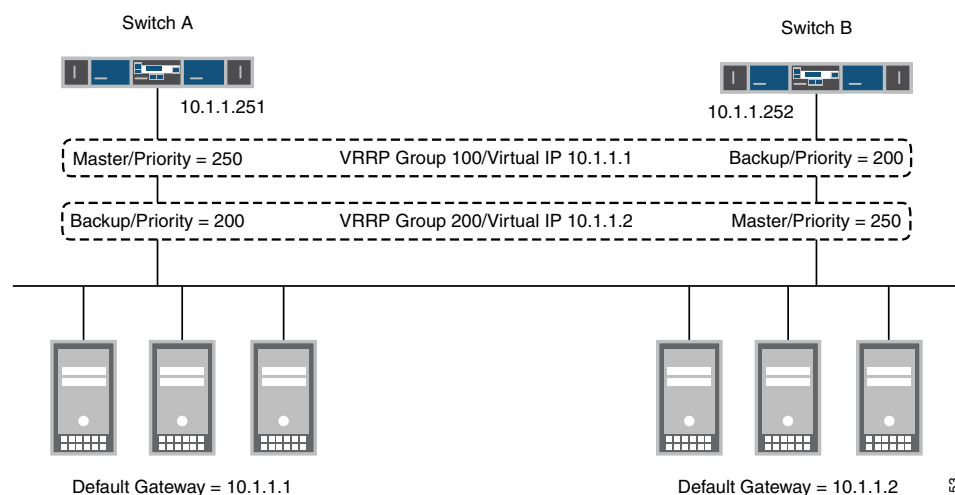 Switch A
Switch B
10.1.1.251
10.1.1.252
Master/Priority = 250 VRRP Group 100/Virtual IP 10.1.1.1 Backup/Priority = 200
Backup/Priority = 200 VRRP Group 200/Virtual IP 10.1.1.2 Master/Priority = 250
Default Gateway = 10.1.1.1 Default Gateway = 10.1.1.2